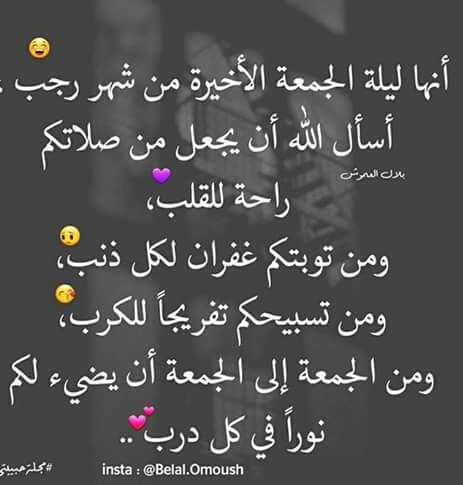 أنها ليلة الجمعة الأخيرة من شهر رجب .
أسأل الله أن يجعل من صلاتكم
بلال العموش
راحة للقلب،
ومن توبتكم غفران لكل ذنب،
ومن تسبيحكم تفريجاً للكرب،
ومن الجمعة إلى الجمعة أن يضيء لكم
نوراً في كل درب ..
insta : @Belal.Omoush
#مجلة حبيبتي